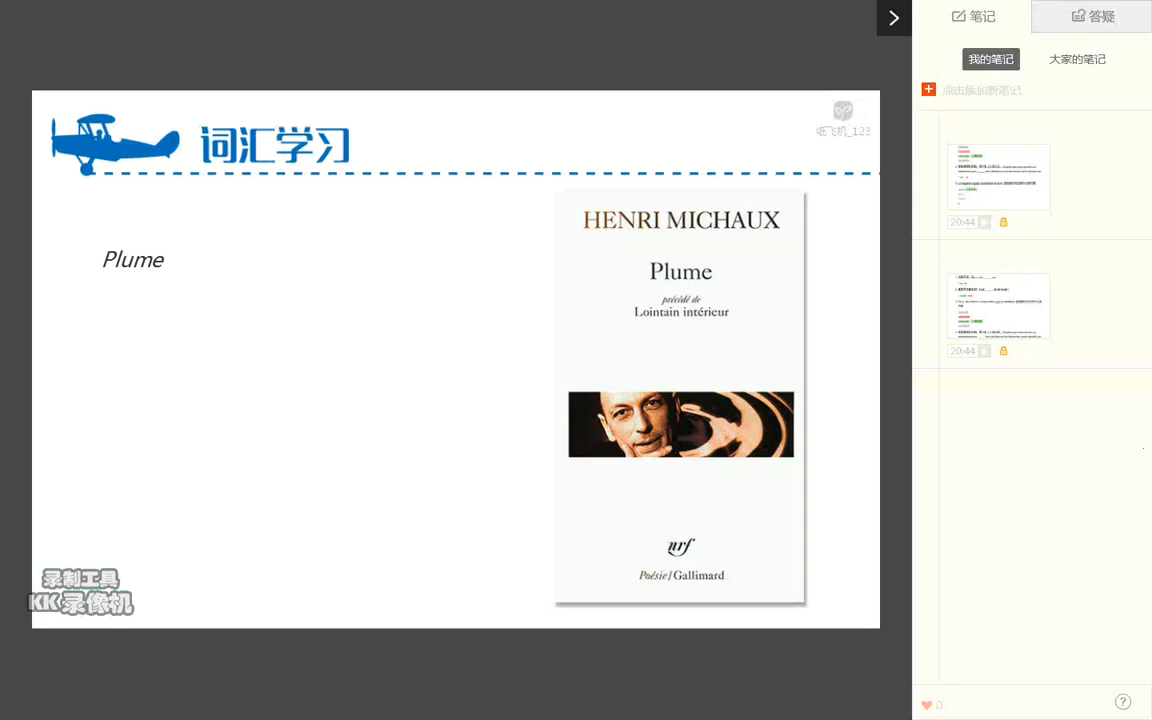 笔记
答疑
我的笔记
大家的笔记
点击添加新笔记
词汇学习
纸飞机_123
Plume
HENRI MICHAUX
Plume
précédé de
Lointain intérieur
nrf
Poésie/Gallimard
20:44
20:44
录制工具
KK录像机
0